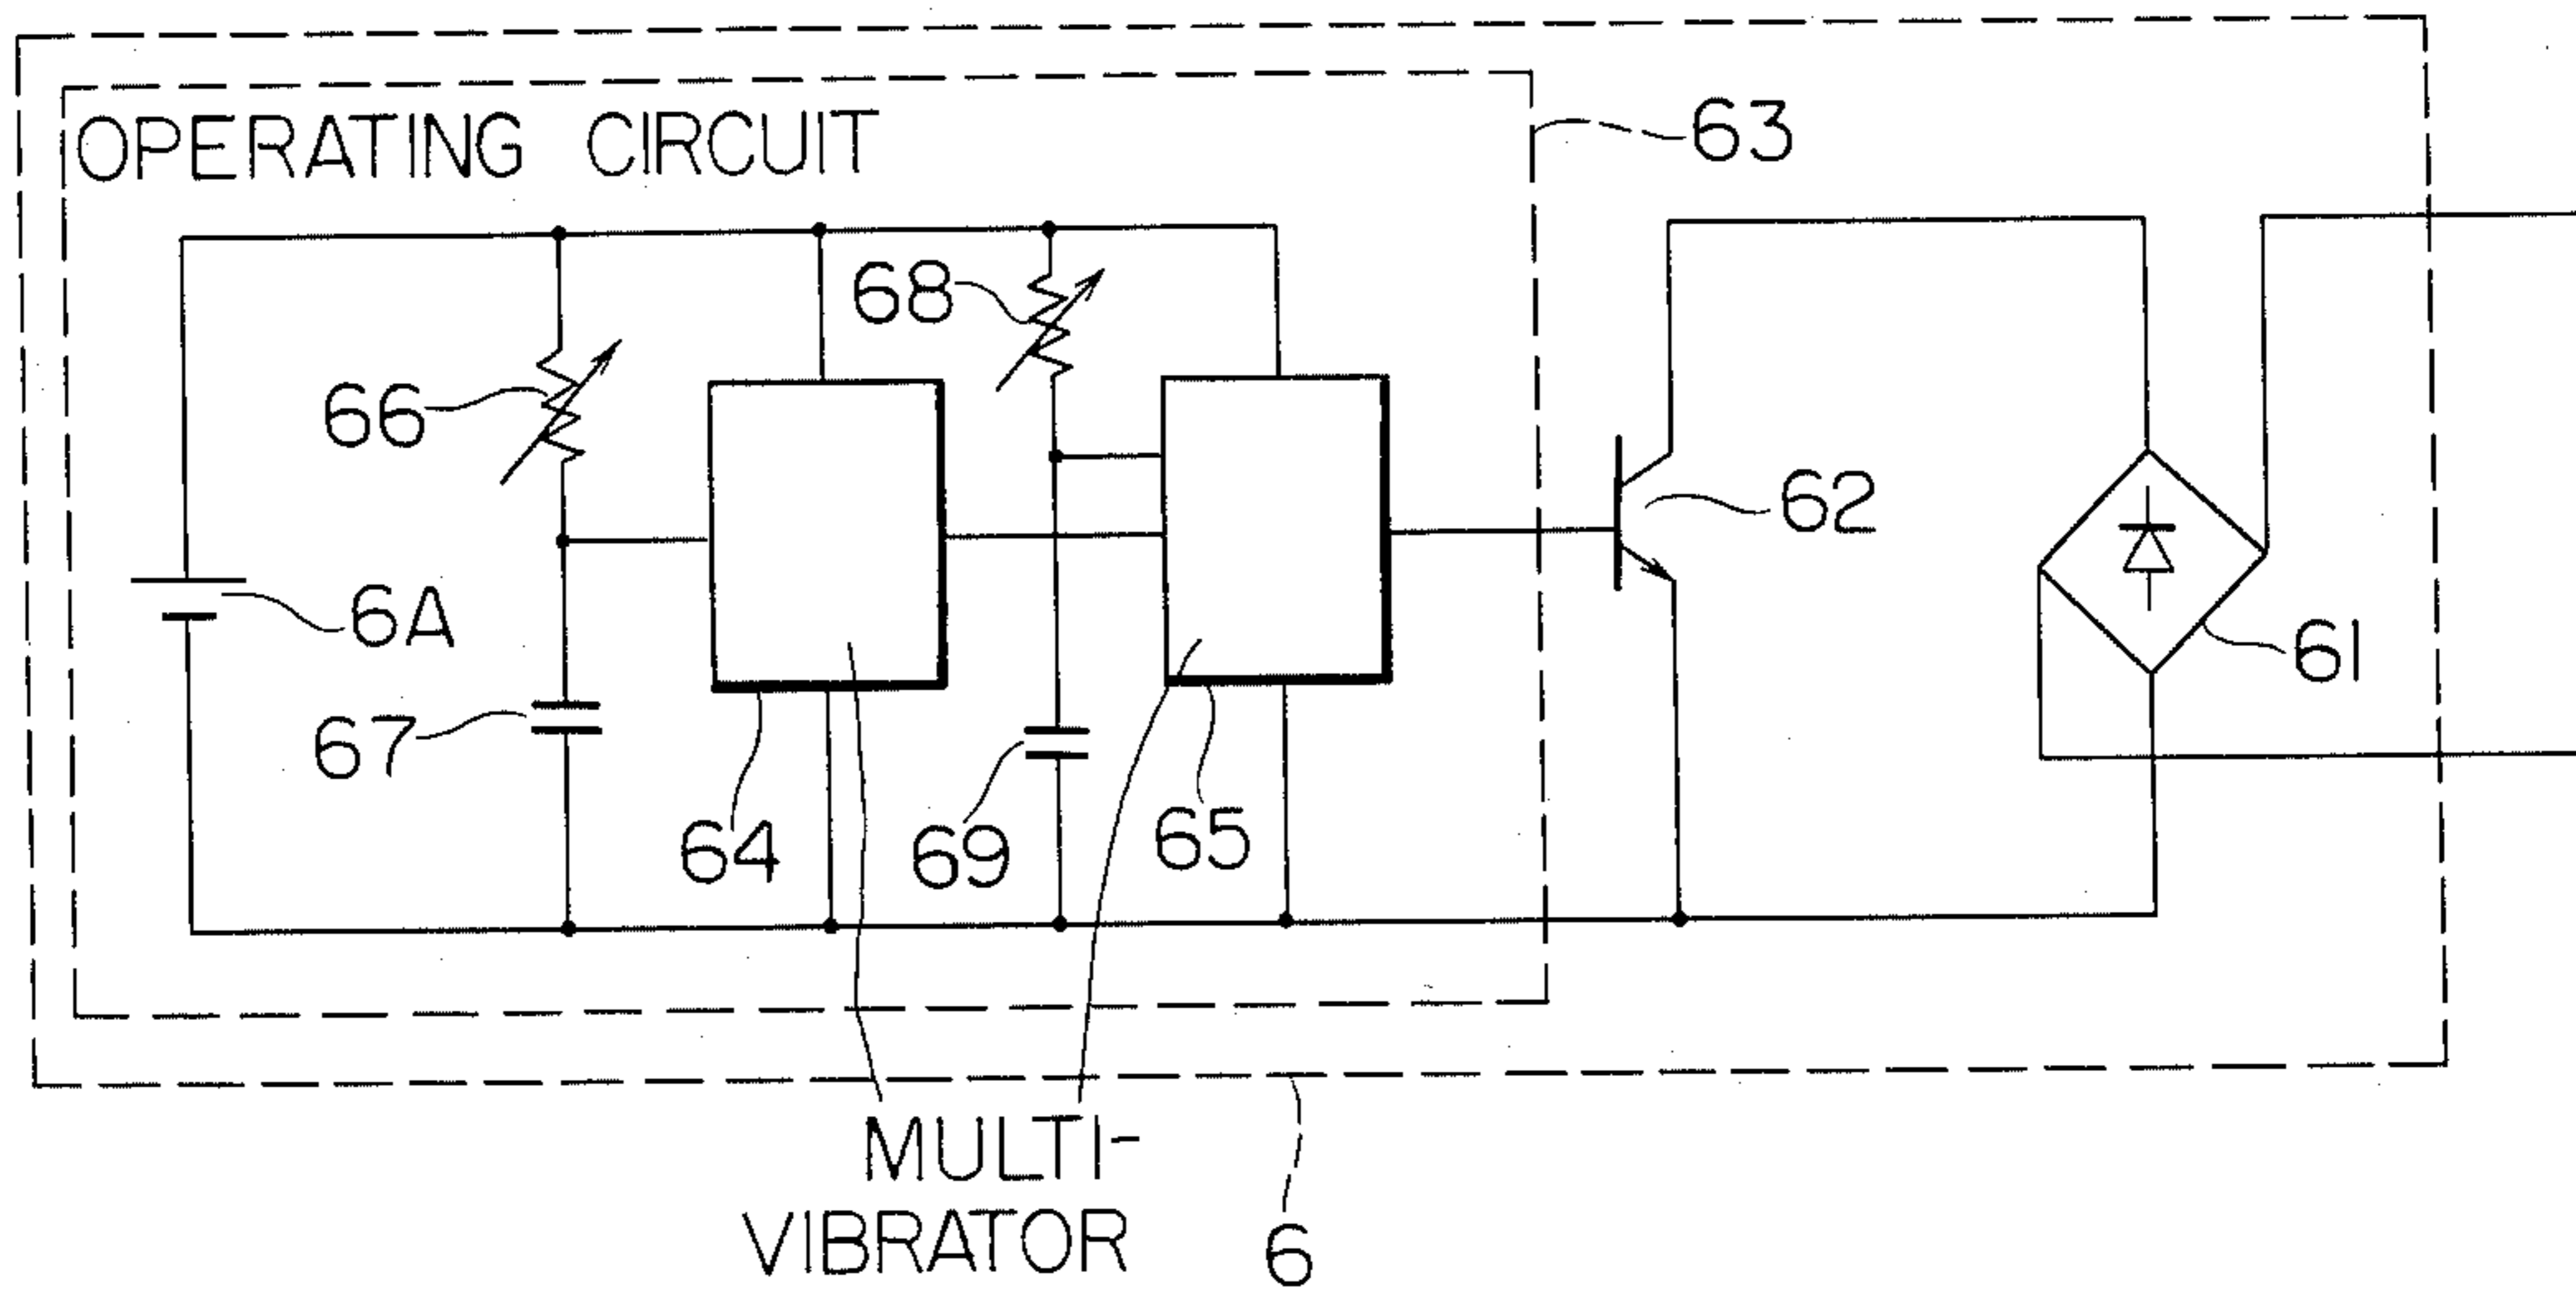 OPERATING CIRCUIT
63
68
66
62
6A
61
67
64
69
65
MULTI-
VIBRATOR
6